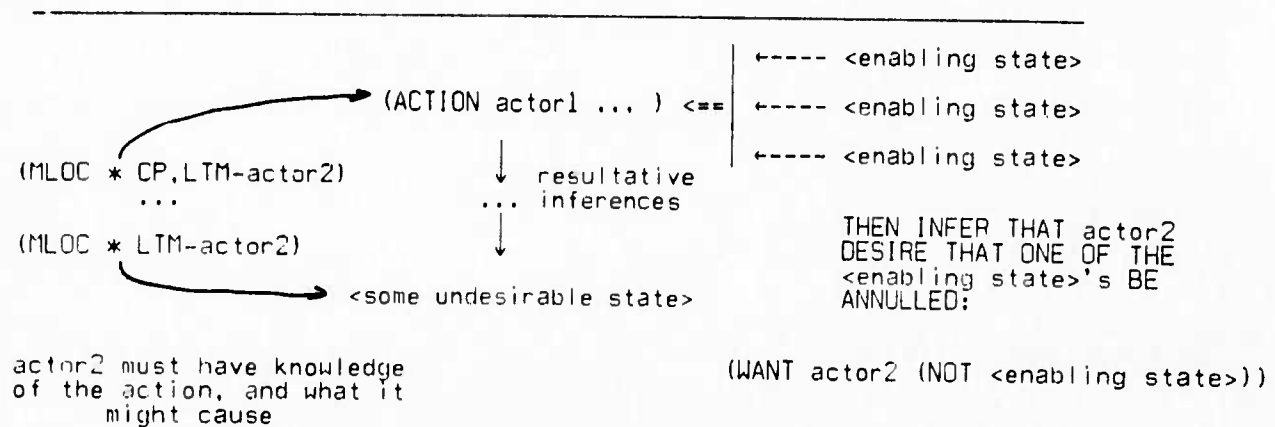 ←---- <enabling state>
(ACTION actor1 ... ) <== ←---- <enabling state>
←---- <enabling state>
(MLOC * CP,LTM-actor2)
...
↓ resultative
... inferences
↓
(MLOC * LTM-actor2)
<some undesirable state>
THEN INFER THAT actor2
DESIRE THAT ONE OF THE
<enabling state>'s BE
ANNULLED:
actor2 must have knowledge
of the action, and what it
might cause
(WANT actor2 (NOT <enabling state>))